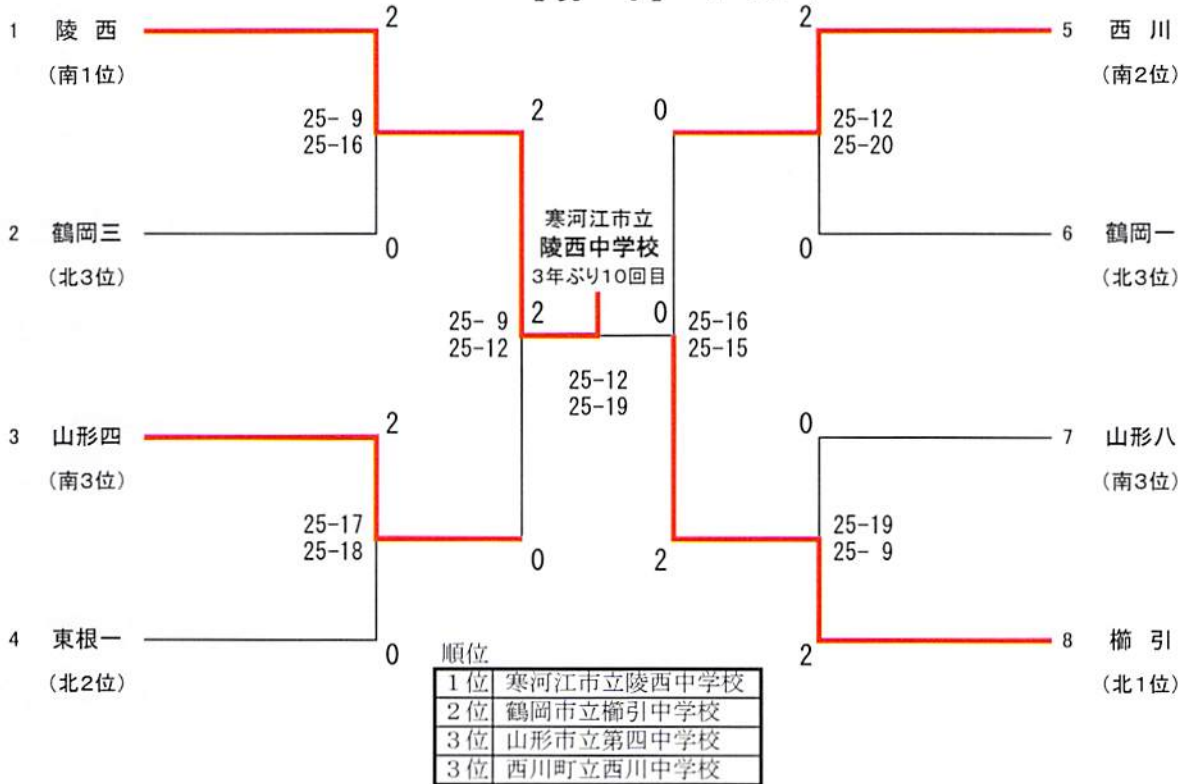 2
2
1 陵 西
5 西 川
(南1位)
(南2位)
25- 9
25-16
2
0
25-12
25-20
2 鶴岡三
(北3位)
0
寒河江市立
陵西中学校
3年ぶり10回目
0
6 鶴岡一
(北3位)
25- 9
25-12
2
0
25-16
25-15
25-12
25-19
3 山形四
(南3位)
2
0
7 山形八
(南3位)
25-17
25-18
0
2
25-19
25- 9
4 東根一
(北2位)
0
2
8 櫛 引
(北1位)
順位
1位 寒河江市立陵西中学校
2位 鶴岡市立櫛引中学校
3位 山形市立第四中学校
3位 西川町立西川中学校